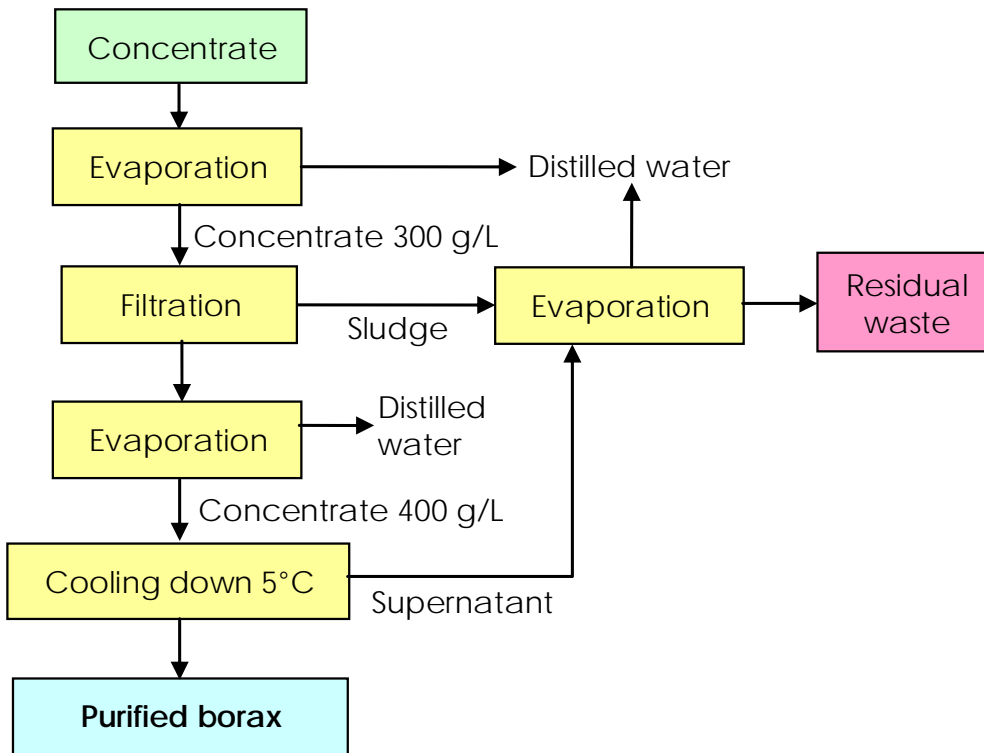 Concentrate
Evaporation
Distilled water
Concentrate 300 g/L
Filtration
Sludge
Evaporation
Residual
waste
Evaporation
Distilled
water
Concentrate 400 g/L
Cooling down 5°C
Supernatant
Purified borax